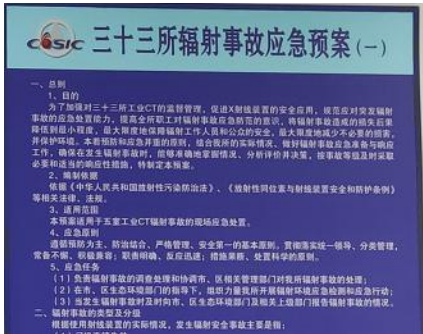 CASIC 三十三所辐射事故应急预案(一)
一、总则
1、目的
为了加强对三十三所工业CT的监督管理，促进X射线装置的安全应用，规范应对突发辐射
事故的应急处置能力，提高全所职工对辐射事故应急防范的意识，将辐射事故造成的损失后果
降低到最小程度，最大限度地保障辐射工作人员和公众的安全，最大限度地减少不必要的损害，
并保护环境。本着预防和应急并重的原则，结合我所的实际情况，做好辐射事故应急准备与响应
工作，确保在发生辐射事故时，能够准确地掌握情况、分析评价并决策，按事故等级及时采取
必要和适当的响应性措施，特制定本预案。
2、编制依据
依据《中华人民共和国放射性污染防治法》、《放射性同位素与射线装置安全和防护条例》
等相关律法、法规。
3、适用范围
本预案适用于五室工业CT辐射事故的现场应急处置。
4、应急原则
遵循预防为主、防治结合、严格管理、安全第一的基本原则。贯彻落实统一领导，分类管理，
常备不懈、积极兼容；职责明确、反应迅速；措施果断、处置科学的原则。
5、应急任务
(1)负责辐射事故的调查处理和协调市、区相关管理部门对我所辐射事故的处理；
(2)在市、区生态环境部门的指导下，组织力量我所开展辐射环境应急检测和应急行动；
(3)当发生辐射事故时及时向市、区生态环境部门及相关上级部门报告辐射事故的情况。
二、辐射事故的类型及分级
根据使用射线装置的实际情况，发生辐射安全事故主要是指：